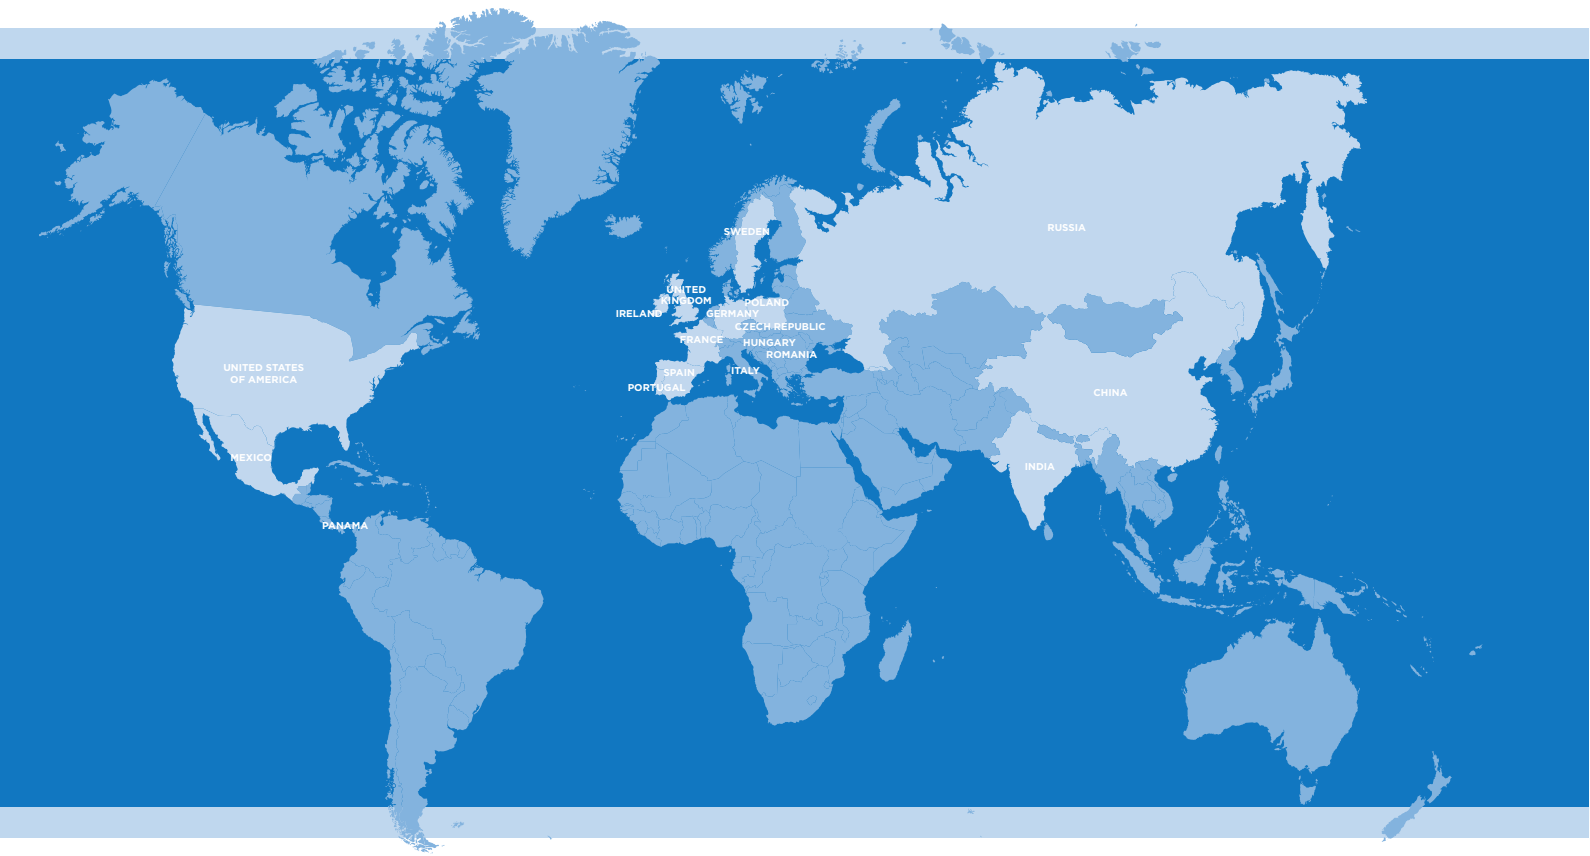 SWEDEN
RUSSIA
UNITED
KINGDOM
POLAND
IRELAND
GERMANY
CZECH REPUBLIC
FRANCE
HUNGARY
ROMANIA
UNITED STATES
OF AMERICA
SPAIN
ITALY
PORTUGAL
CHINA
MEXICO
INDIA
PANAMA